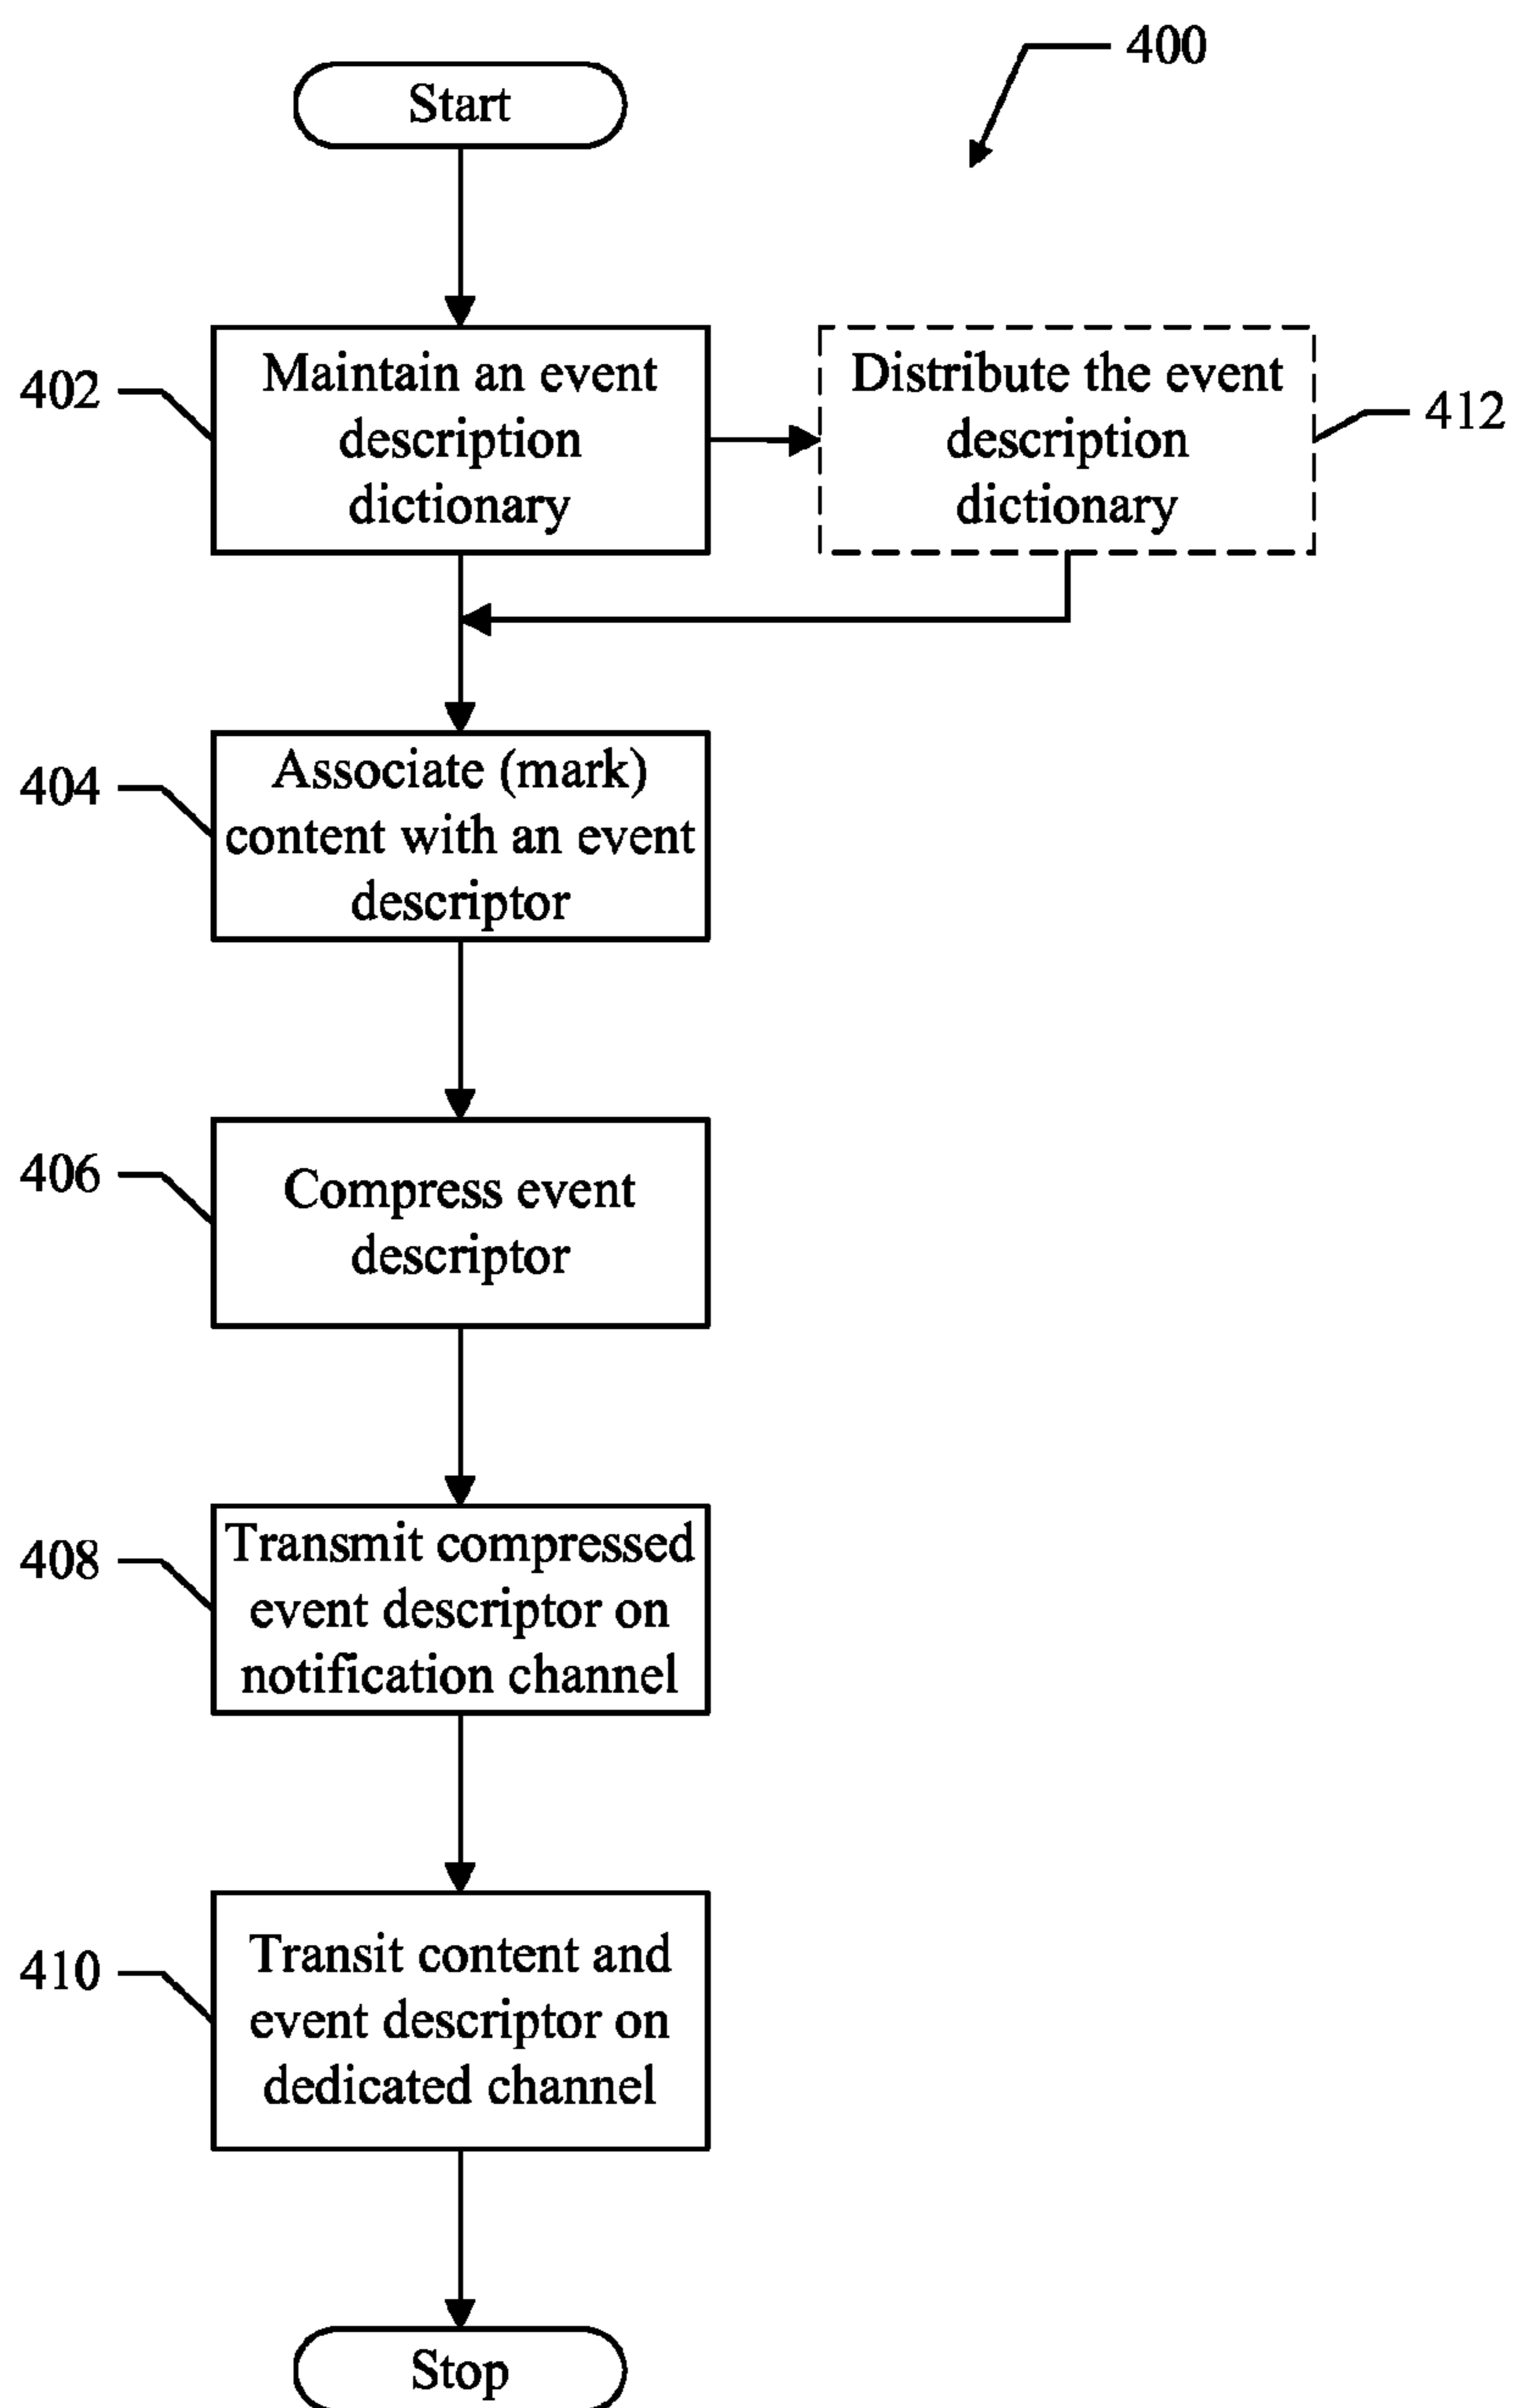 400
Start
402
Maintain an event
description
dictionary
Distribute the event
description
dictionary
412
404
Associate (mark)
content with an event
descriptor
406
Compress event
descriptor
408
Transmit compressed
event descriptor on
notification channel
410
Transit content and
event descriptor on
dedicated channel
Stop